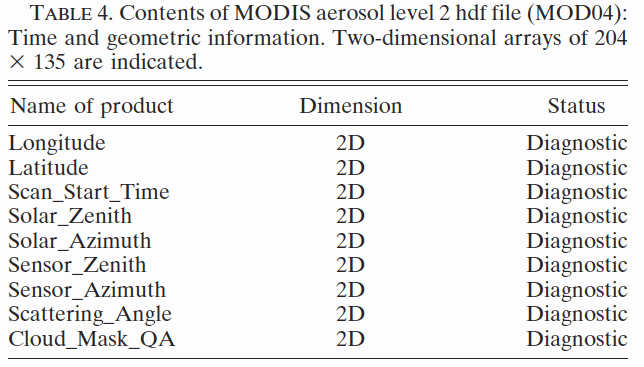 TABLE 4. Contents of MODIS aerosol level 2 hdf file (MOD04):
Time and geometric information. Two-dimensional arrays of 204
× 135 are indicated.
Name of product Dimension Status
Longitude 2D Diagnostic
Latitude 2D Diagnostic
Scan_Start_Time 2D Diagnostic
Solar_Zenith 2D Diagnostic
Solar_Azimuth 2D Diagnostic
Sensor_Zenith 2D Diagnostic
Sensor_Azimuth 2D Diagnostic
Scattering_Angle 2D Diagnostic
Cloud_Mask_QA 2D Diagnostic